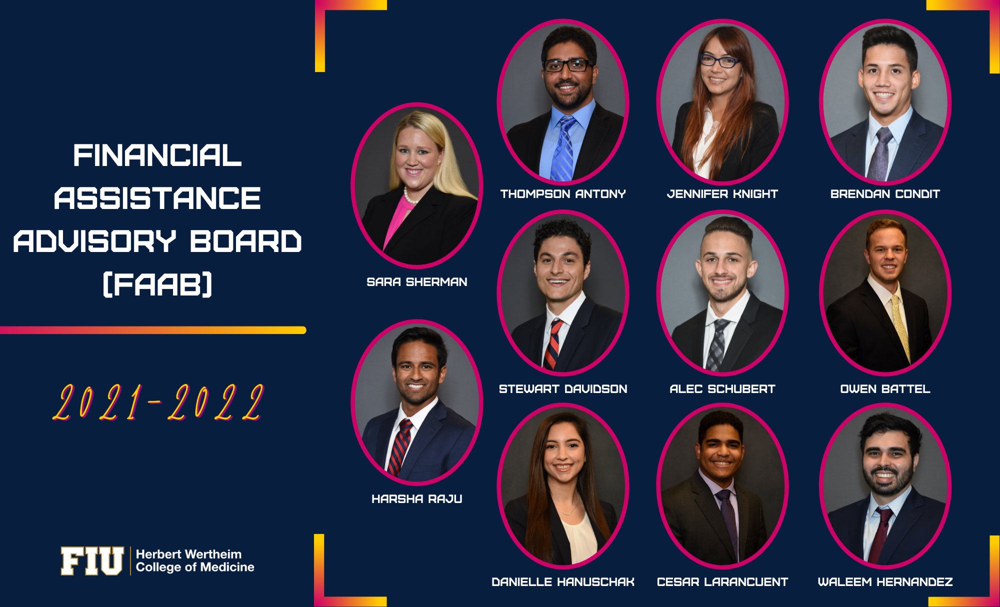 FINANCIAL
ASSISTANCE
ADVISORY BOARD
(FAAB)
2021-2022
FIU
Herbert Wertheim
College of Medicine
SARA SHERMAN
HARSHA RAJU
THOMPSON ANTONY
JENNIFER KNIGHT
BRENDAN CONDIT
STEWART DAVIDSON
ALEC SCHUBERT
OWEN BATTEL
DANIELLE HANUSCHAK
CESAR LARANCUENT
WALEEM HERNANDEZ